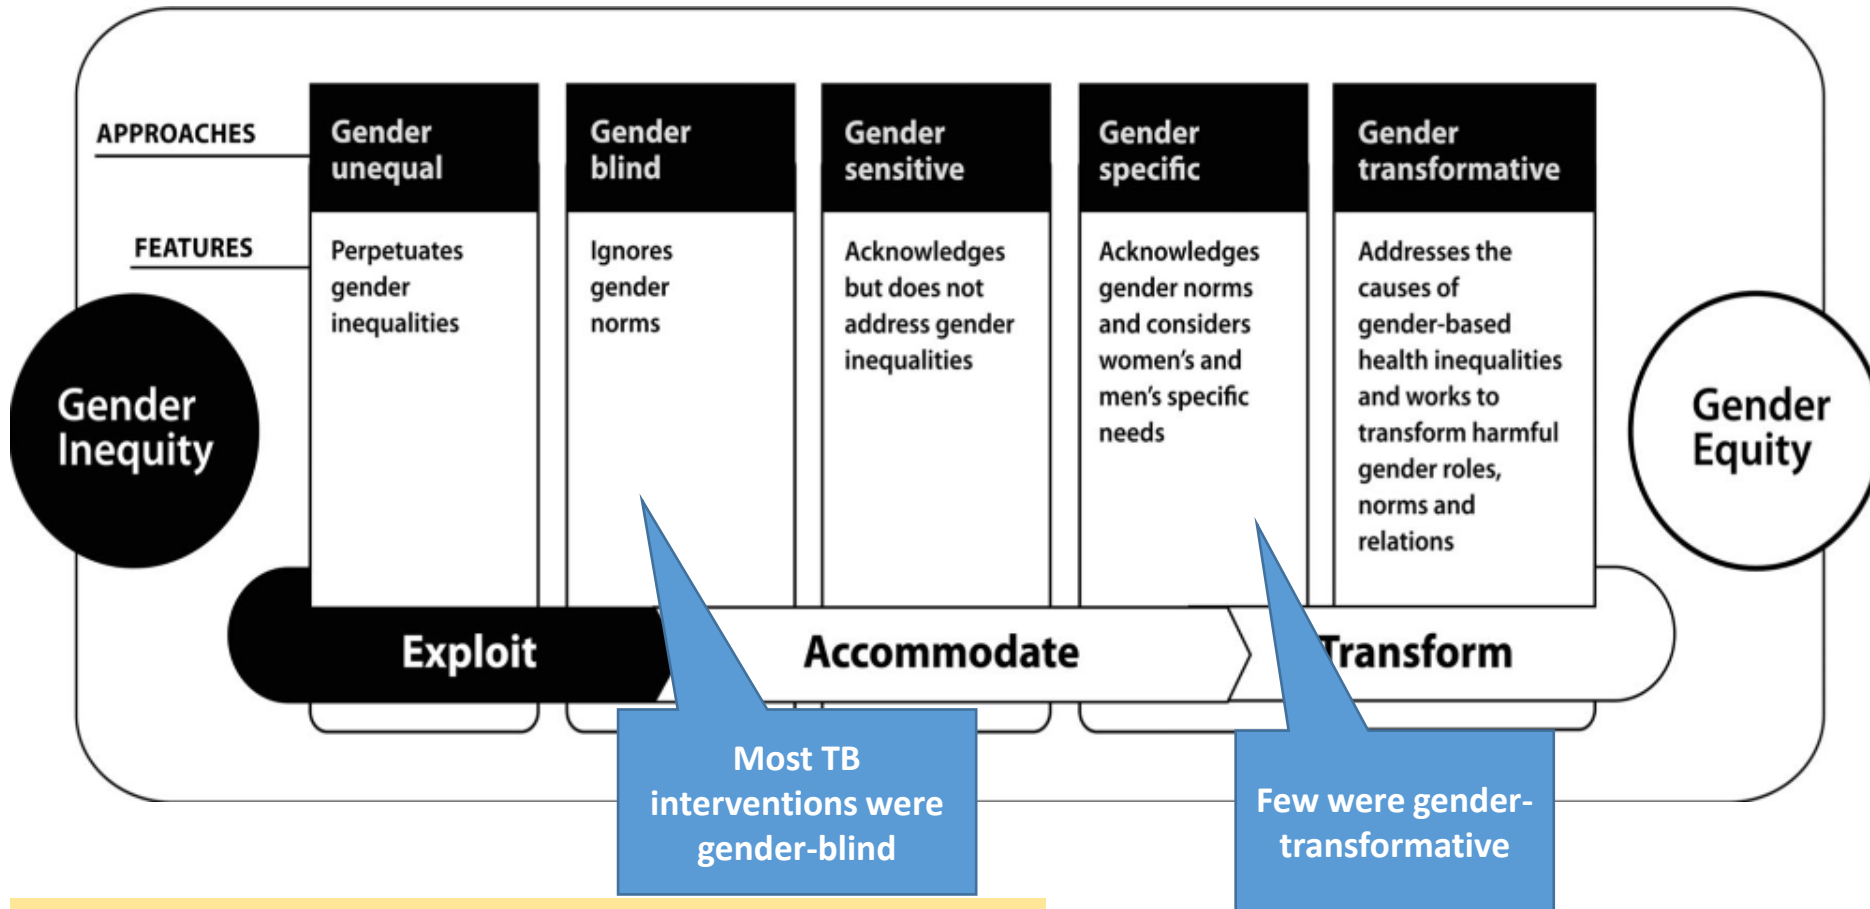 APPROACHES
Gender
unequal
Gender
blind
Gender
sensitive
Gender
specific
Gender
transformative
FEATURES
Perpetuates
gender
inequalities
Ignores
gender
norms
Acknowledges
but does not
address gender
inequalities
Acknowledges
gender norms
and considers
women's and
men's specific
needs
Addresses the
causes of
gender-based
health inequalities
and works to
transform harmful
gender roles,
norms and
relations
Gender
Inequity
Gender
Equity
Exploit
Accommodate
Transform
Most TB
interventions were
gender-blind
Few were gender-
transformative